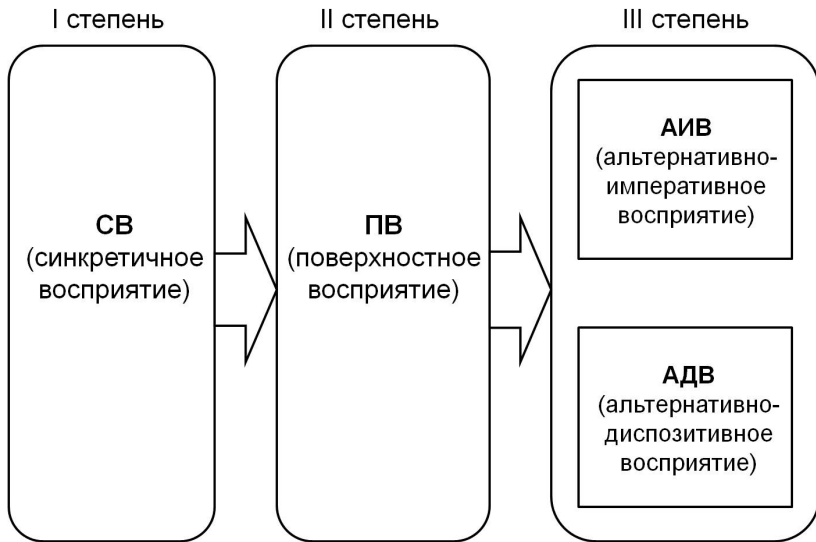 I степень
II степень
III степень
СВ
(синкретичное
восприятие)
ПВ
(поверхностное
восприятие)
АИВ
(альтернативно-
императивное
восприятие)
АДВ
(альтернативно-
диспозитивное
восприятие)